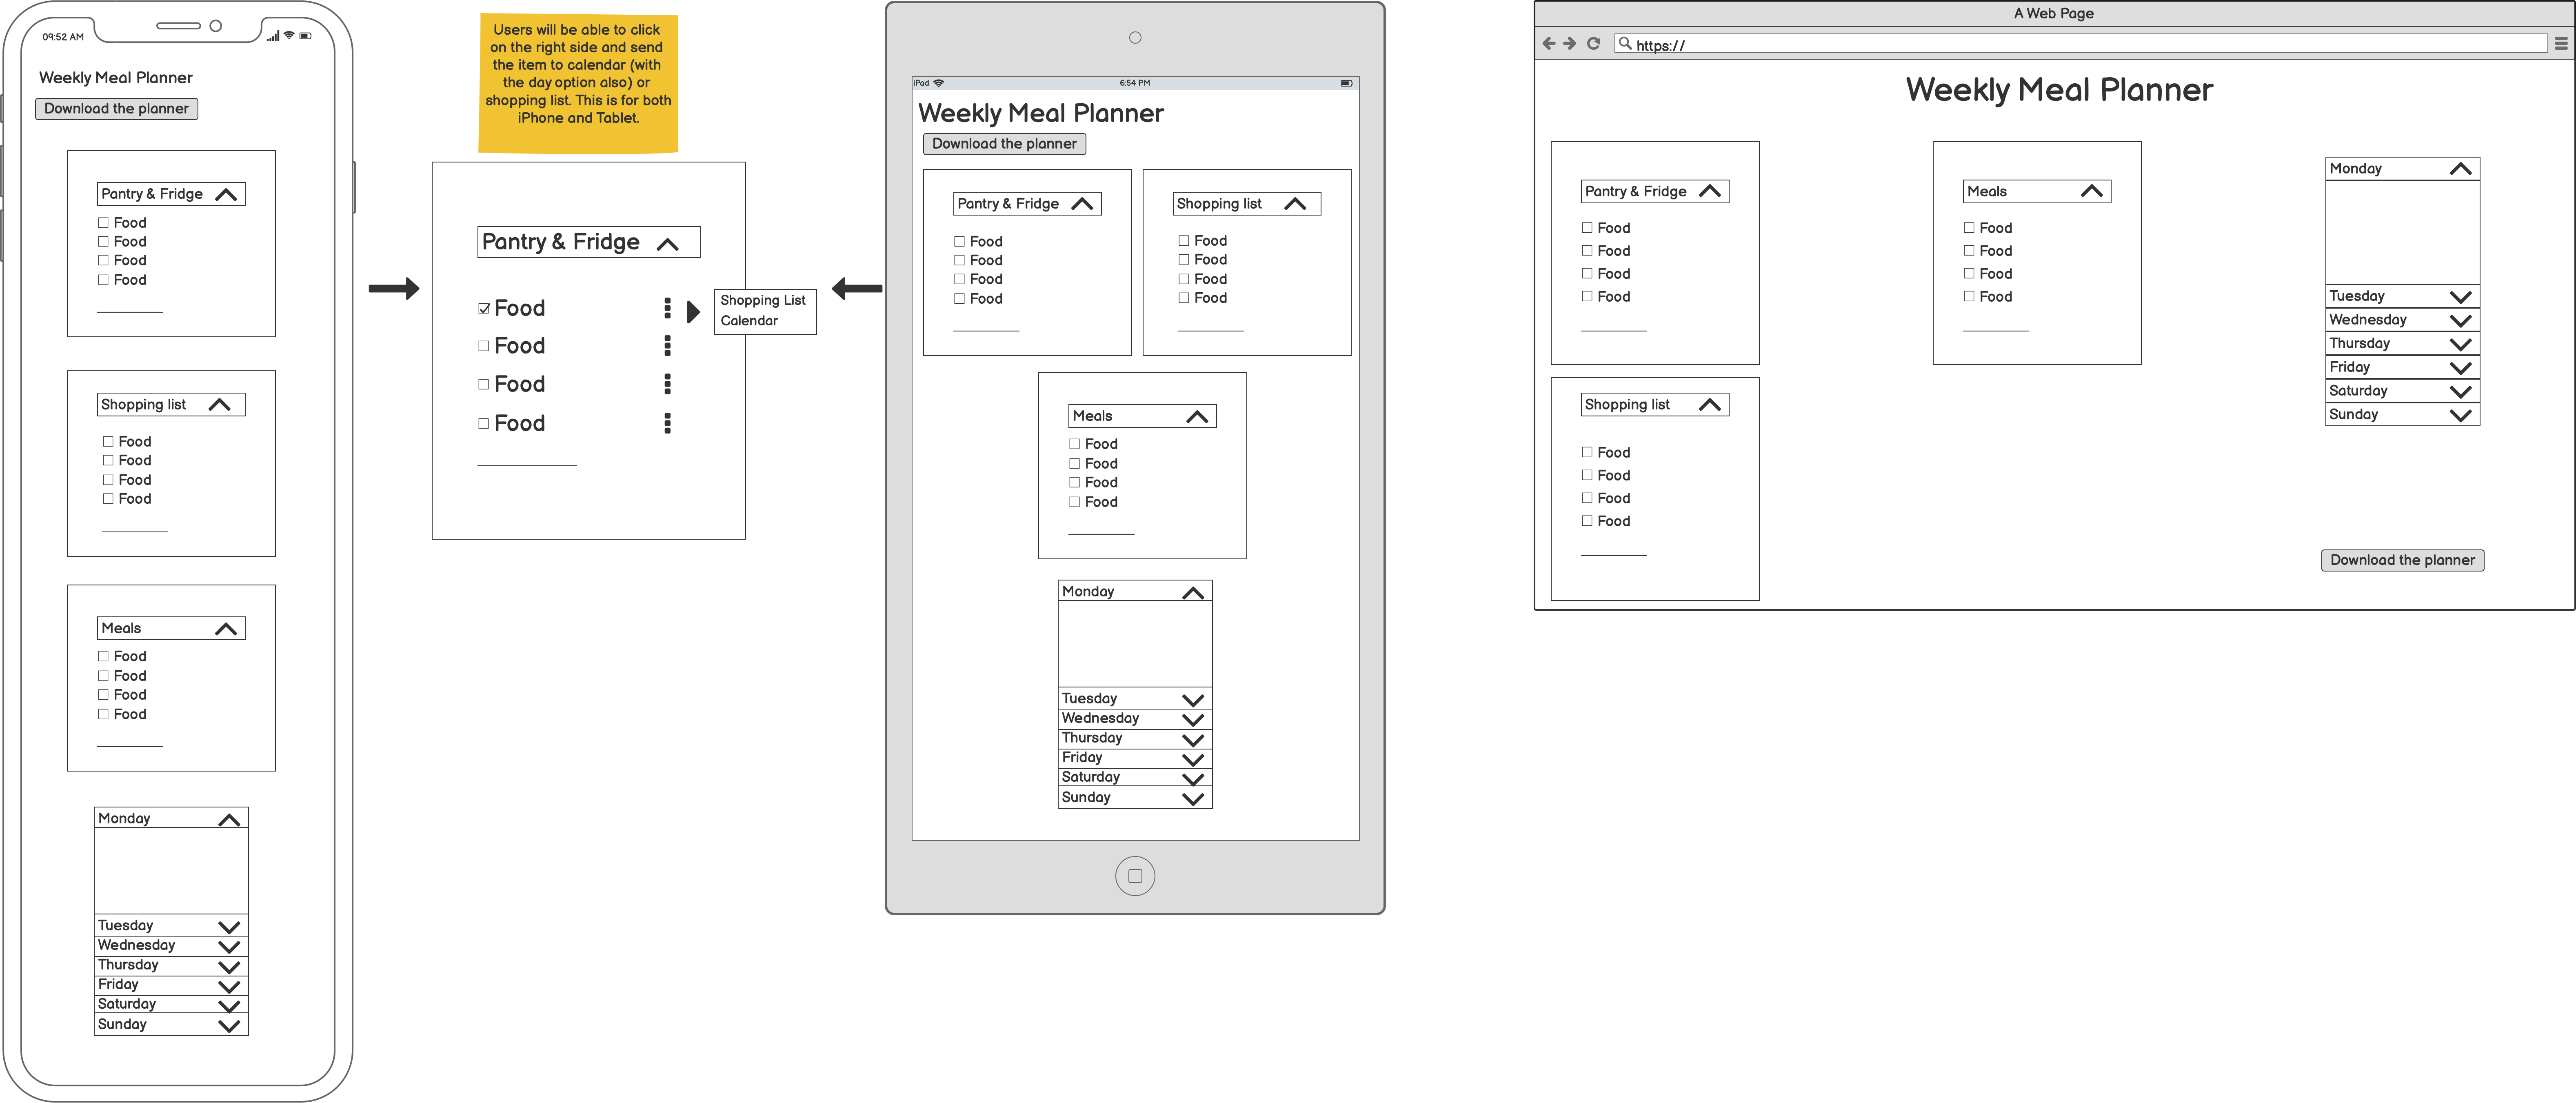 09:52 AM
Weekly Meal Planner
Download the planner
Pantry & Fridge
Food
Food
Food
Food
Shopping list
Food
Food
Food
Food
Meals
Food
Food
Food
Food
Monday
Tuesday
Wednesday
Thursday
Friday
Saturday
Sunday
Users will be able to click
on the right side and send
the item to calendar (with
the day option also) or
shopping list. This is for both
iPhone and Tablet.
Pantry & Fridge
Food
Food
Food
Food
Shopping List
Calendar
iPad
6:54 PM
Weekly Meal Planner
Download the planner
Pantry & Fridge
Food
Food
Food
Food
Shopping list
Food
Food
Food
Food
Meals
Food
Food
Food
Food
Monday
Tuesday
Wednesday
Thursday
Friday
Saturday
Sunday
A Web Page
https://
Weekly Meal Planner
Pantry & Fridge
Food
Food
Food
Food
Shopping list
Food
Food
Food
Food
Meals
Food
Food
Food
Food
Monday
Tuesday
Wednesday
Thursday
Friday
Saturday
Sunday
Download the planner